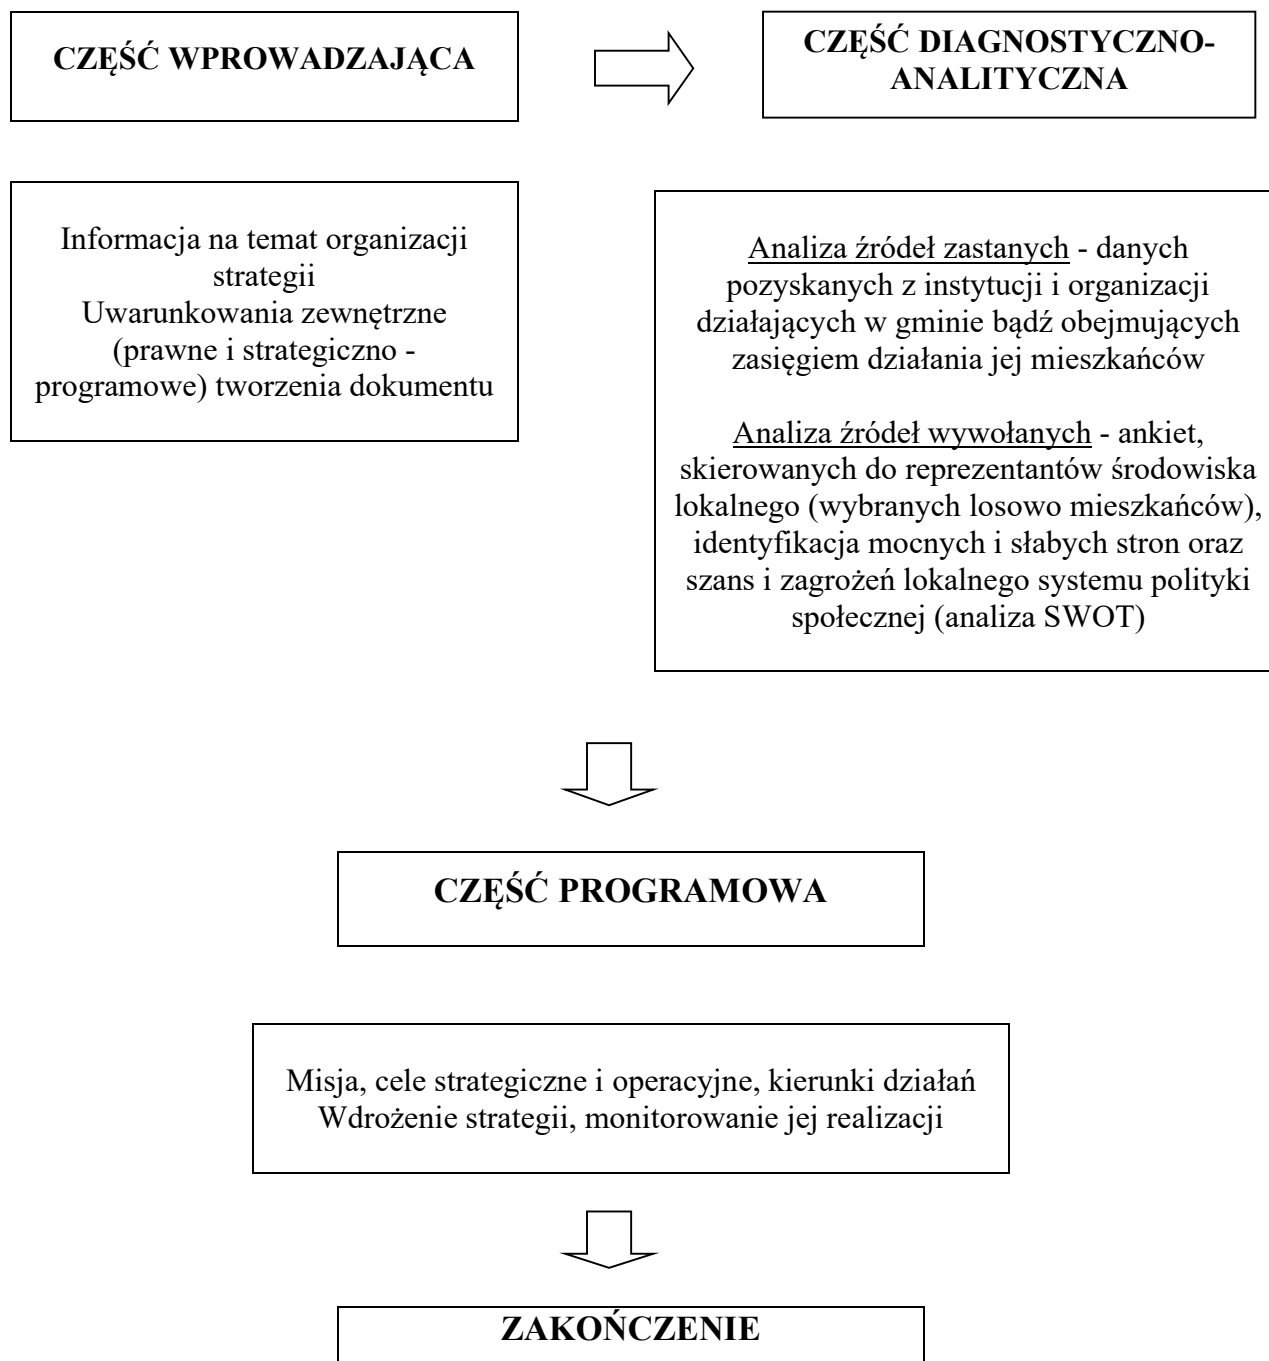 CZĘŚĆ WPROWADZAJĄCA
CZĘŚĆ DIAGNOSTYCZNO-
ANALITYCZNA
Informacja na temat organizacji
strategii
Uwarunkowania zewnętrzne
(prawne i strategiczno -
programowe) tworzenia dokumentu
Analiza źródeł zastanych - danych
pozyskanych z instytucji i organizacji
działających w gminie bądź obejmujących
zasięgiem działania jej mieszkańców
Analiza źródeł wywołanych - ankiet,
skierowanych do reprezentantów środowiska
lokalnego (wybranych losowo mieszkańców),
identyfikacja mocnych i słabych stron oraz
szans i zagrożeń lokalnego systemu polityki
społecznej (analiza SWOT)
CZĘŚĆ PROGRAMOWA
Misja, cele strategiczne i operacyjne, kierunki działań
Wdrożenie strategii, monitorowanie jej realizacji
ZAKOŃCZENIE